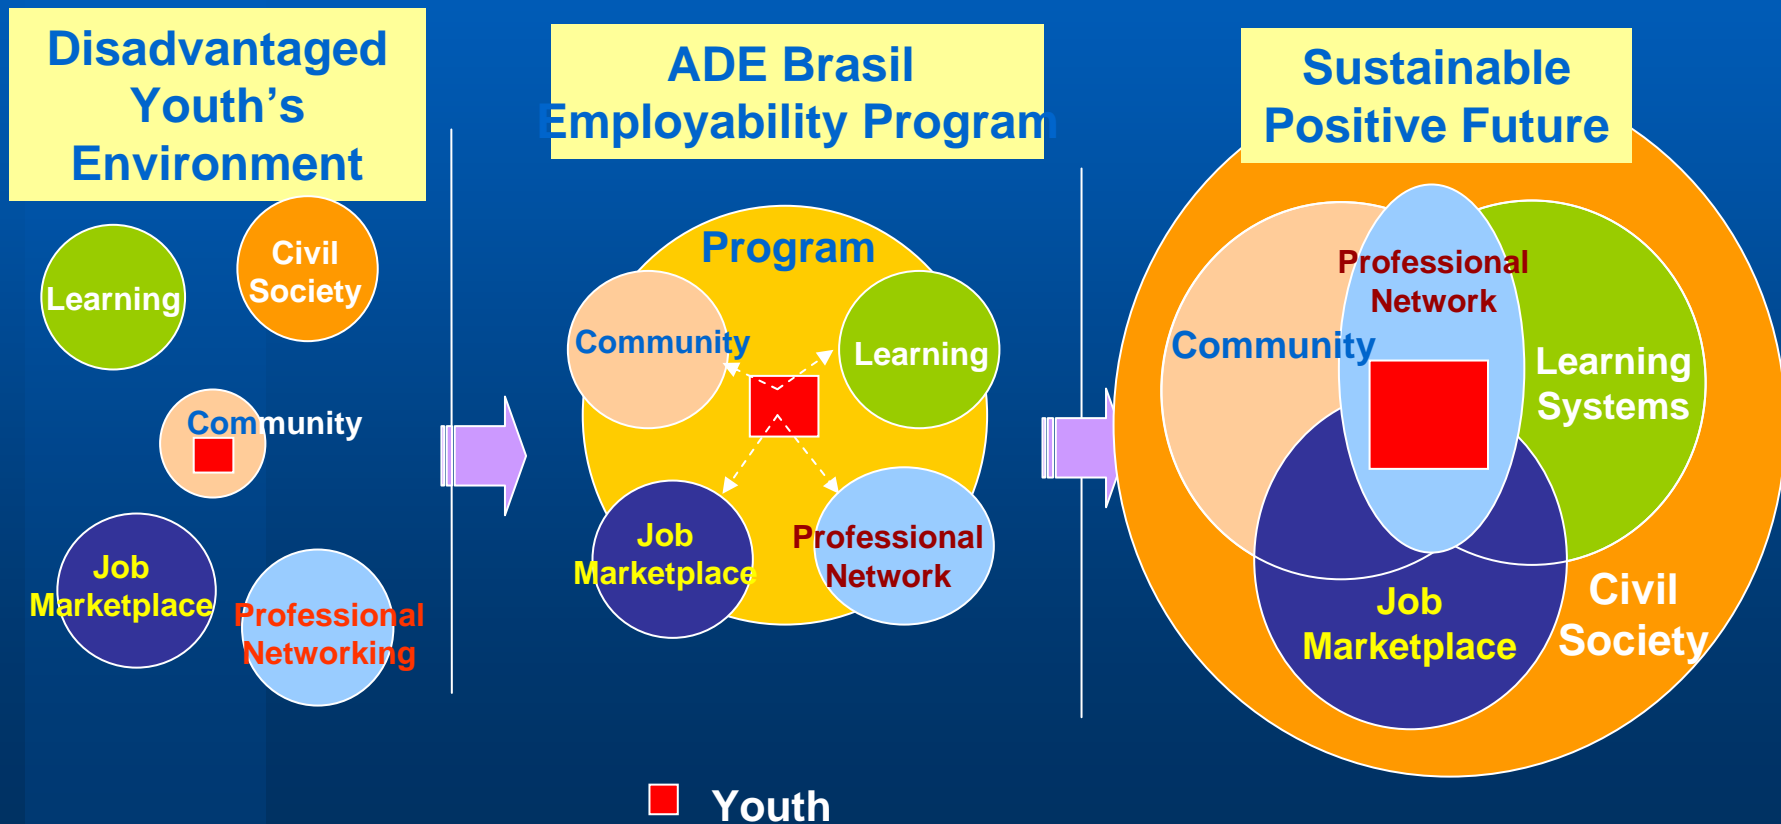 Disadvantaged
Youth's
Environment
Learning
Civil
Society
Community
Job
Marketplace
Professional
Networking
ADE Brasil
Employability Program
Program
Community
Learning
Job
Marketplace
Professional
Network
Sustainable
Positive Future
Professional
Network
Community
Learning
Systems
Job
Marketplace
Civil
Society
Youth